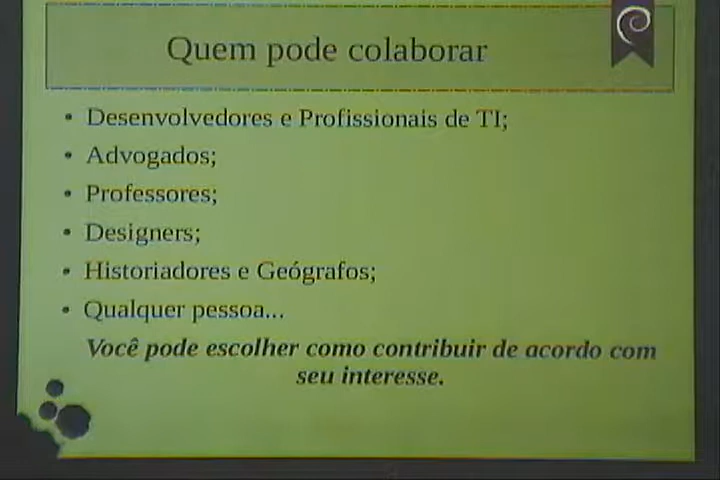 Quem pode colaborar
• Desenvolvedores e Profissionais de TI;
• Advogados;
• Professores;
• Designers;
• Historiadores e Geógrafos;
• Qualquer pessoa...
Você pode escolher como contribuir de acordo com
seu interesse.